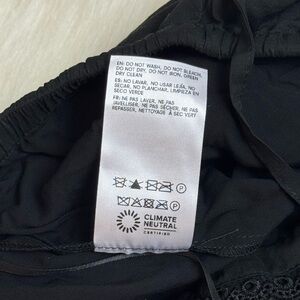 EN: DO NOT WASH, DO NOT BLEACH,
DO NOT DRY, DO NOT IRON, GREEN
DRY CLEAN
ES: NO LAVAR, NO USAR LEJÍA, NO
SECAR, NO PLANCHAR, LIMPIEZA EN
SECO VERDE
FR: NE PAS LAVER, NE PAS
JAVELLISER, NE PAS SÉCHER, NE PAS
REPASSER, NETTOYAGE À SEC VERT
P
P
CLIMATE
NEUTRAL
CERTIFIED